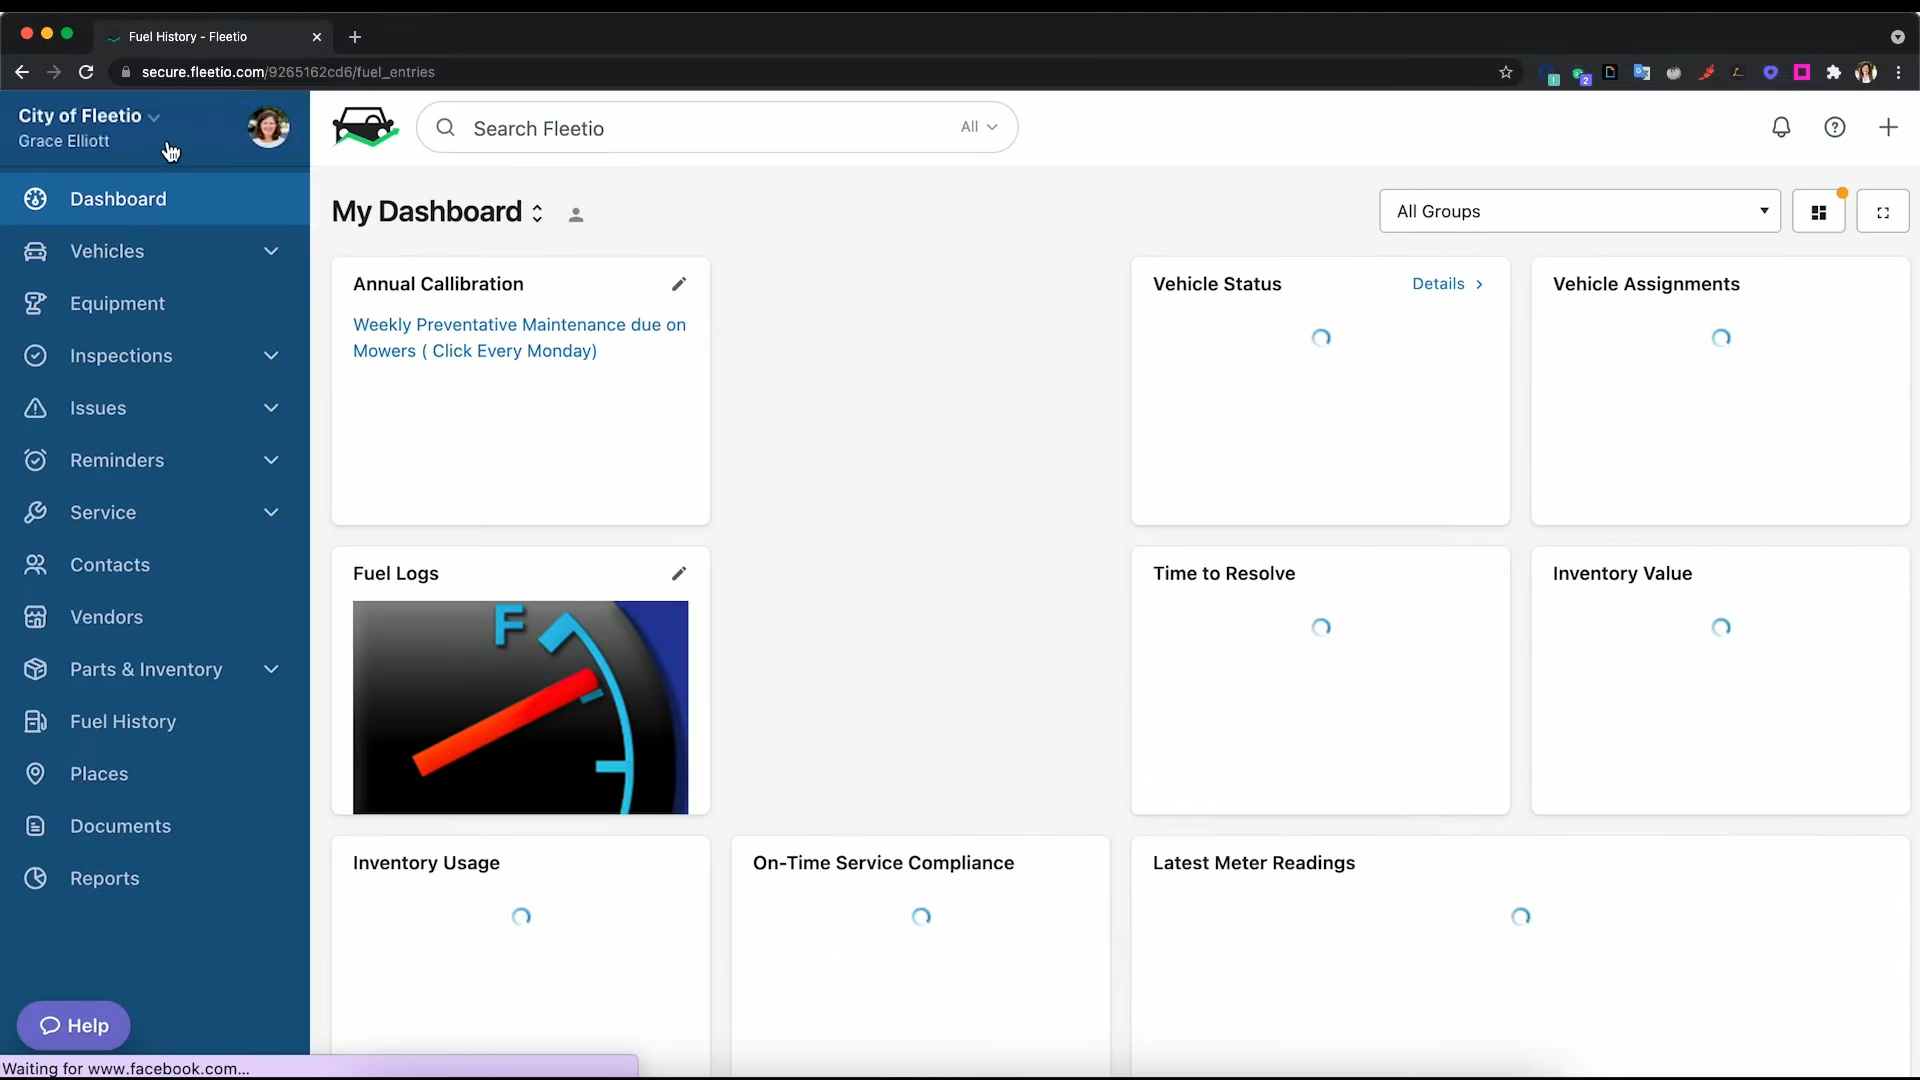 Fuel History - Fleetio
secure.fleetio.com/9265162cd6/fuel_entries
City of Fleetio
Grace Elliott
Search Fleetio
All
Dashboard
Vehicles
Equipment
Inspections
Issues
Reminders
Service
Contacts
Vendors
Parts & Inventory
Fuel History
Places
Documents
Reports
Help
Waiting for www.facebook.com...
My Dashboard
All Groups
Annual Callibration
Weekly Preventative Maintenance due on
Mowers ( Click Every Monday)
Vehicle Status
Details
Vehicle Assignments
Fuel Logs
F
Time to Resolve
Inventory Value
Inventory Usage
On-Time Service Compliance
Latest Meter Readings